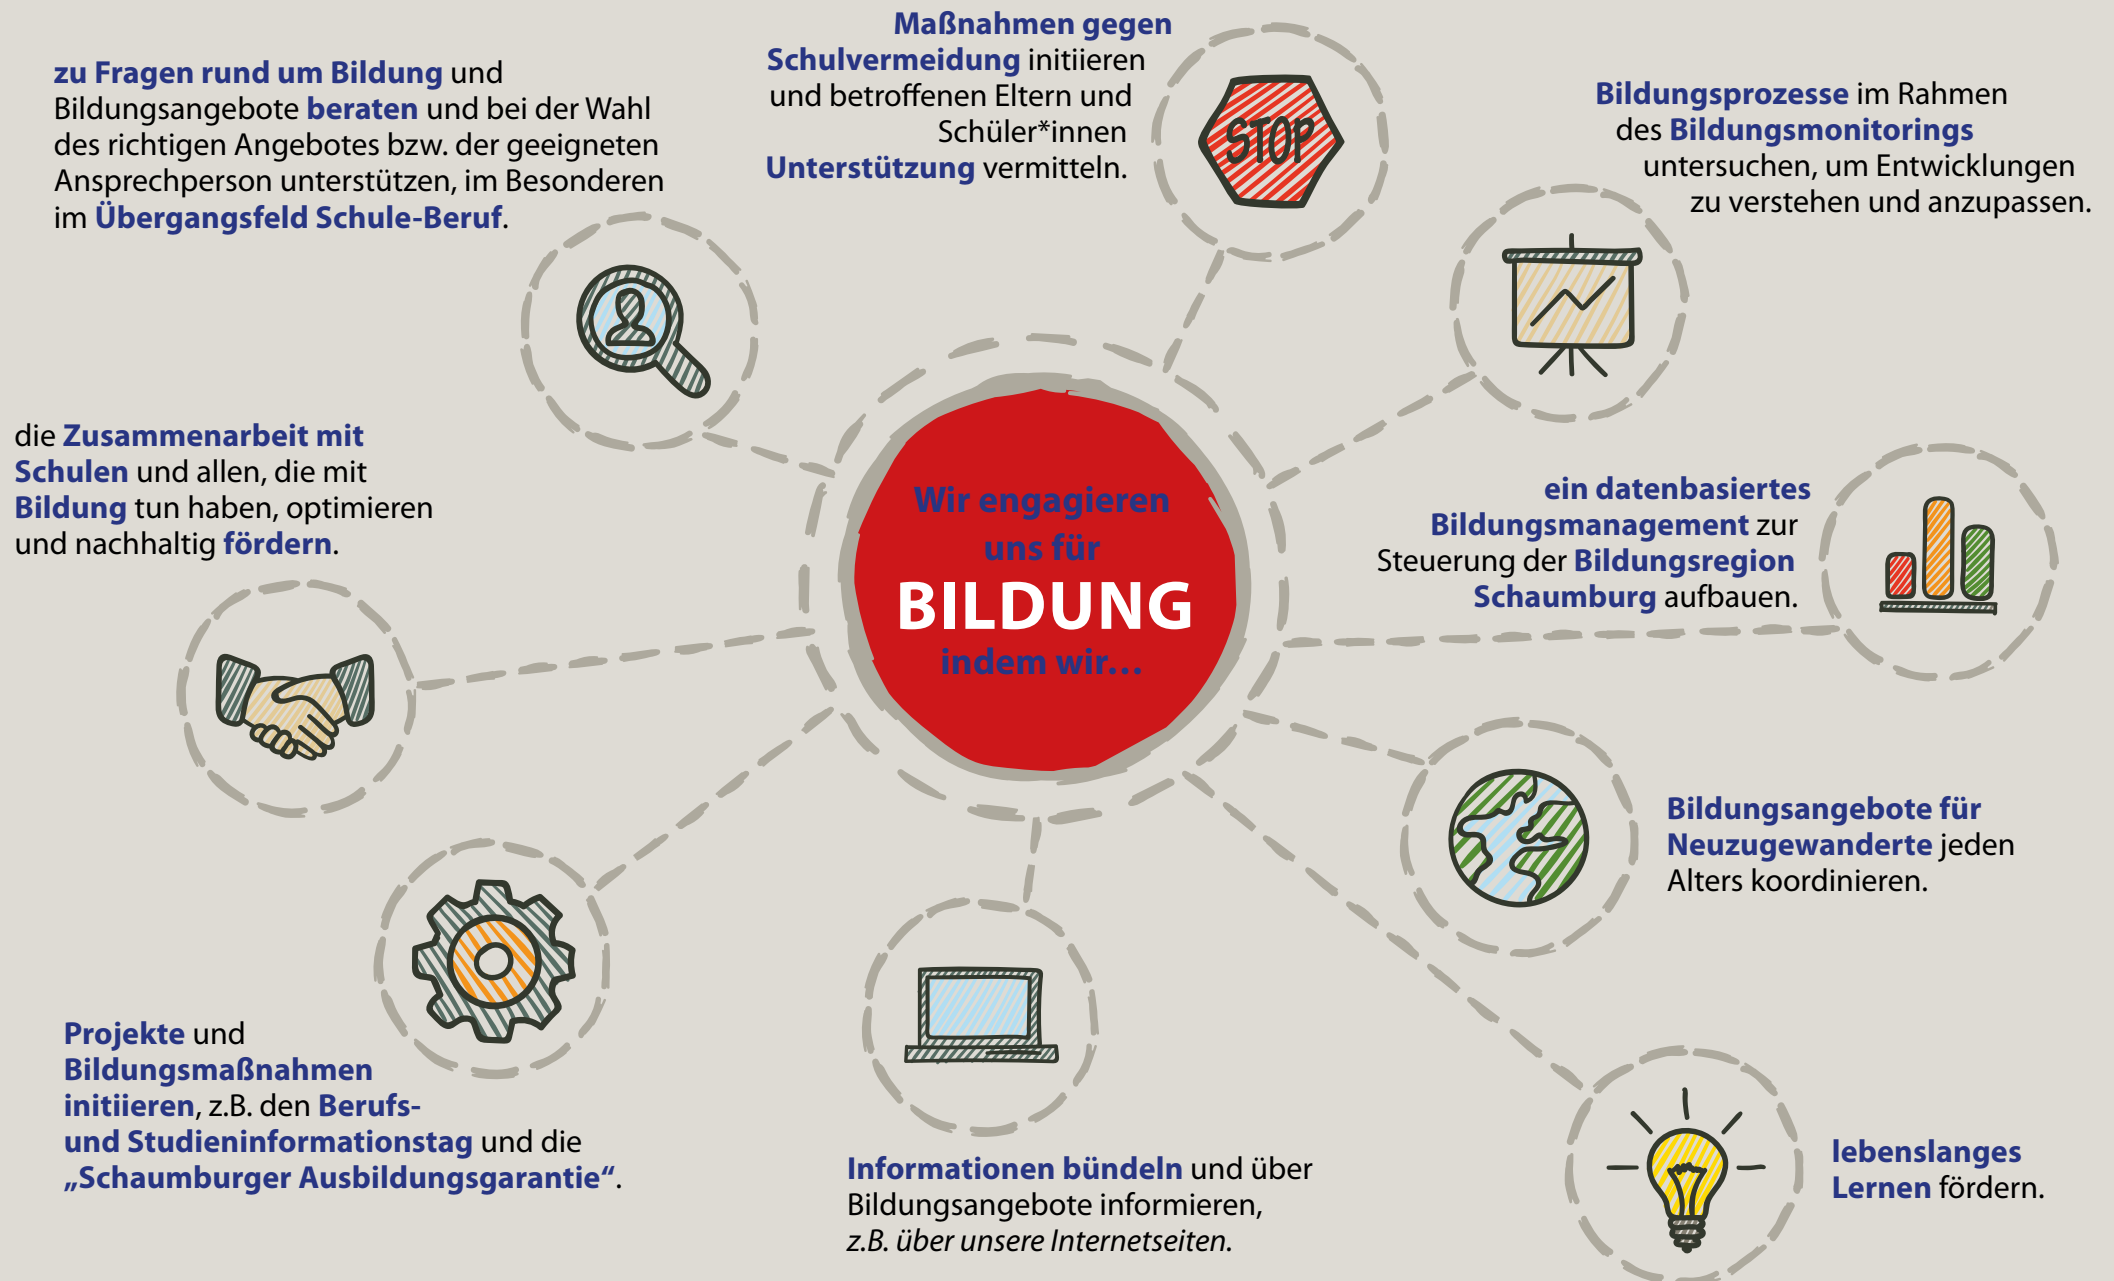 Wir engagieren
uns für
BILDUNG
indem wir...
zu Fragen rund um Bildung und
Bildungsangebote beraten und bei der Wahl
des richtigen Angebotes bzw. der geeigneten
Ansprechperson unterstützen, im Besonderen
im Übergangsfeld Schule-Beruf.
Maßnahmen gegen
Schulvermeidung initiieren
und betroffenen Eltern und
Schüler*innen
Unterstützung vermitteln.
STOP
Bildungsprozesse im Rahmen
des Bildungsmonitorings
untersuchen, um Entwicklungen
zu verstehen und anzupassen.
ein datenbasiertes
Bildungsmanagement zur
Steuerung der Bildungsregion
Schaumburg aufbauen.
Bildungsangebote für
Neuzugewanderte jeden
Alters koordinieren.
lebenslanges
Lernen fördern.
Informationen bündeln und über
Bildungsangebote informieren,
z.B. über unsere Internetseiten.
Projekte und
Bildungsmaßnahmen
initiieren, z.B. den Berufs-
und Studieninformationstag und die
„Schaumburger Ausbildungsgarantie“.
die Zusammenarbeit mit
Schulen und allen, die mit
Bildung tun haben, optimieren
und nachhaltig fördern.